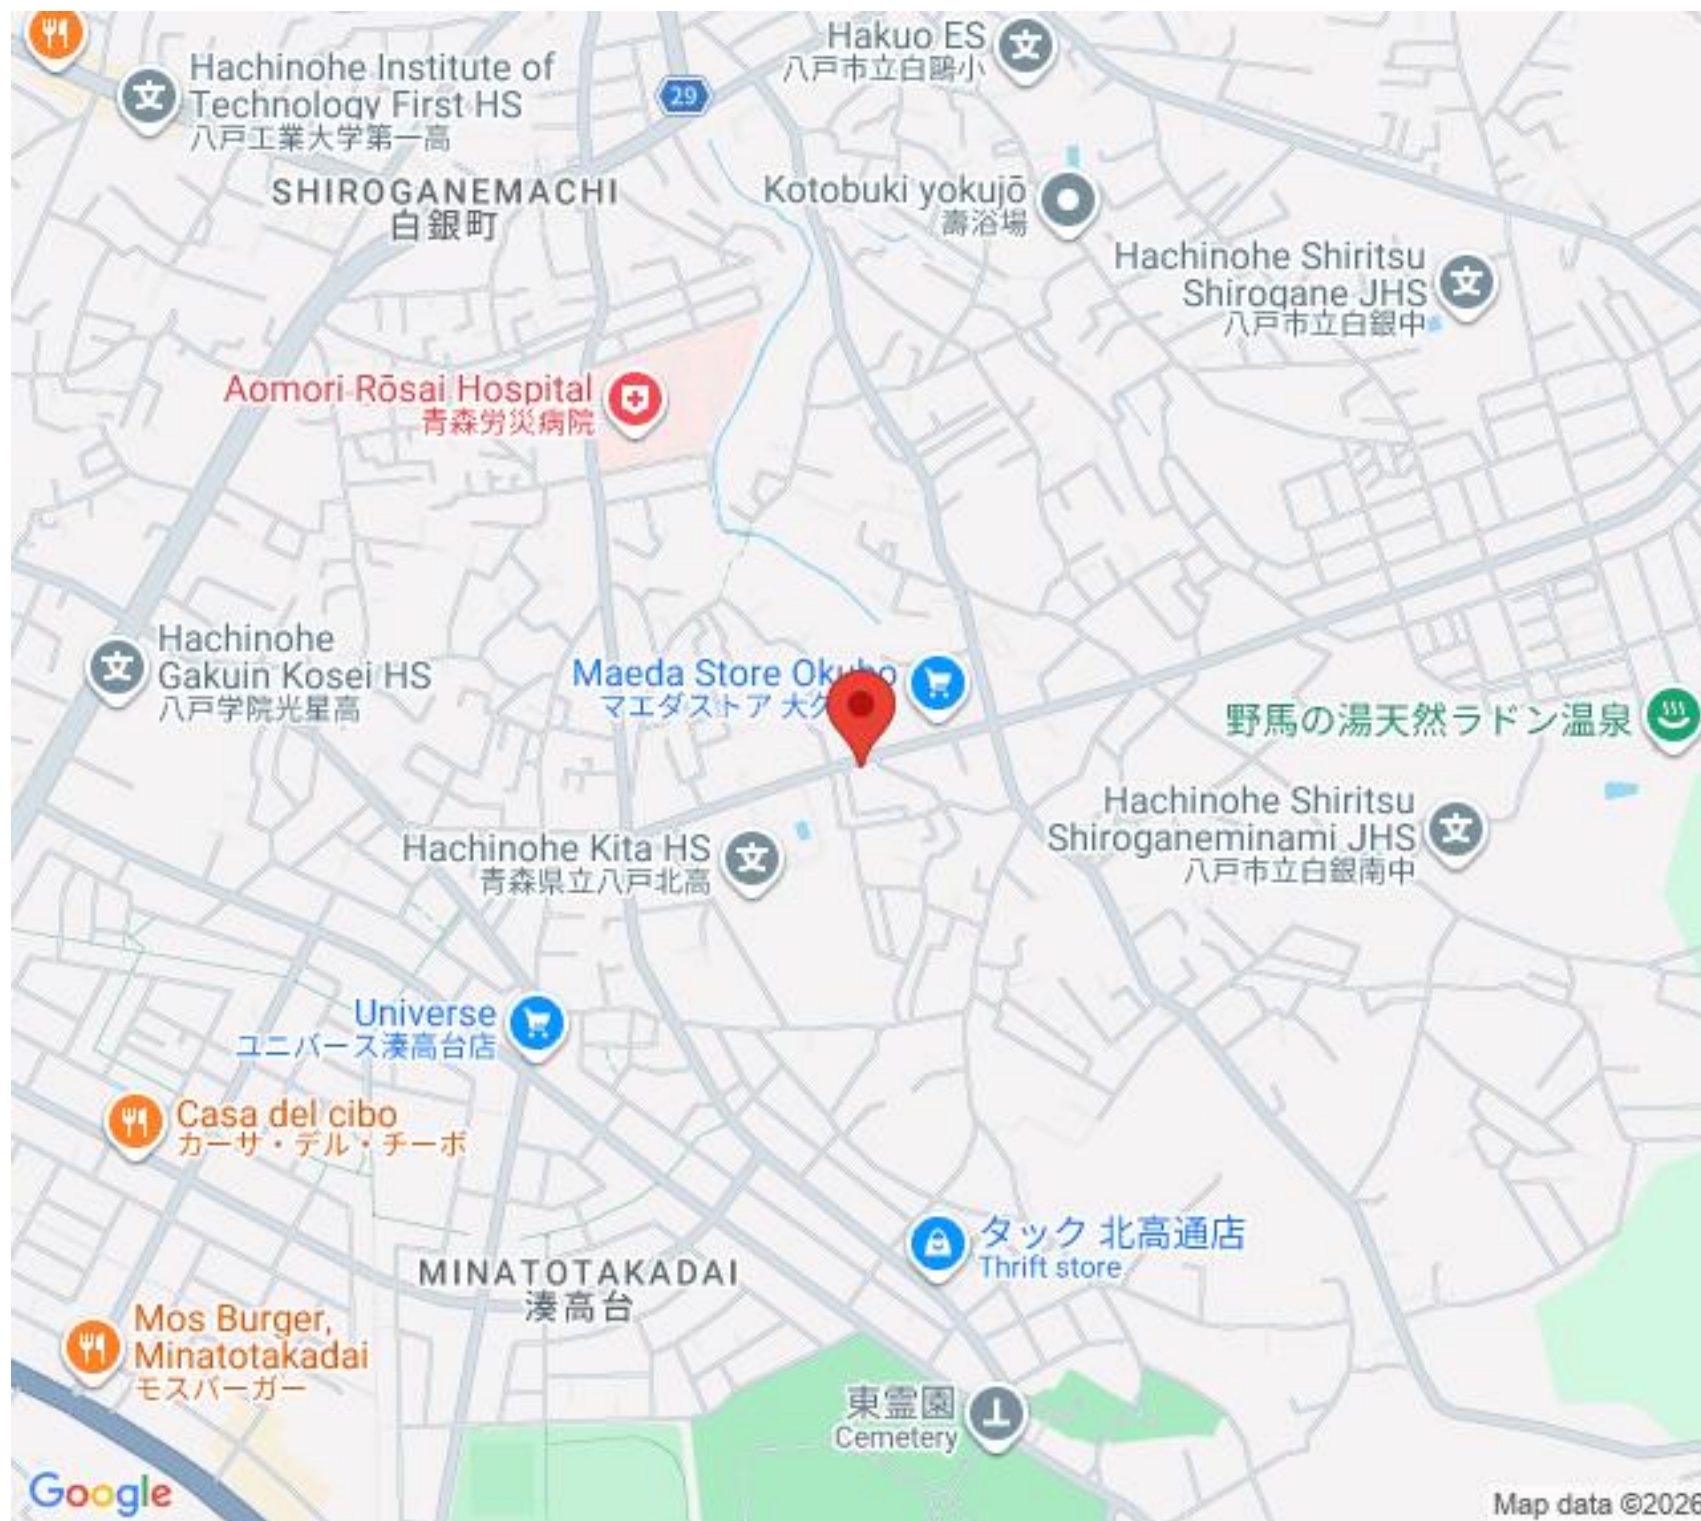 Hakuo ES
八戸市立白鷗小
Hachinohe Institute of
Technology First HS
八戸工業大学第一高
29
SHIROGANEMACHI
白銀町
Kotobuki yokujō
壽浴場
Hachinohe Shiritsu
Shirogane JHS
八戸市立白銀中
Aomori Rōsai Hospital
青森労災病院
Hachinohe
Gakuin Kosei HS
八戸学院光星高
Maeda Store Okubo
マエダストア 大久
野馬の湯天然ラドン温泉
Hachinohe Shiritsu
Shiroganeminami JHS
八戸市立白銀南中
Hachinohe Kita HS
青森県立八戸北高
Universe
ユニバース湊高台店
Casa del cibo
カーサ・デル・チーボ
タック 北高通店
Thrift store
MINATOTAKADAI
湊高台
Mos Burger,
Minatotakadai
モスバーガー
東霊園
Cemetery
Google
Map data ©2026